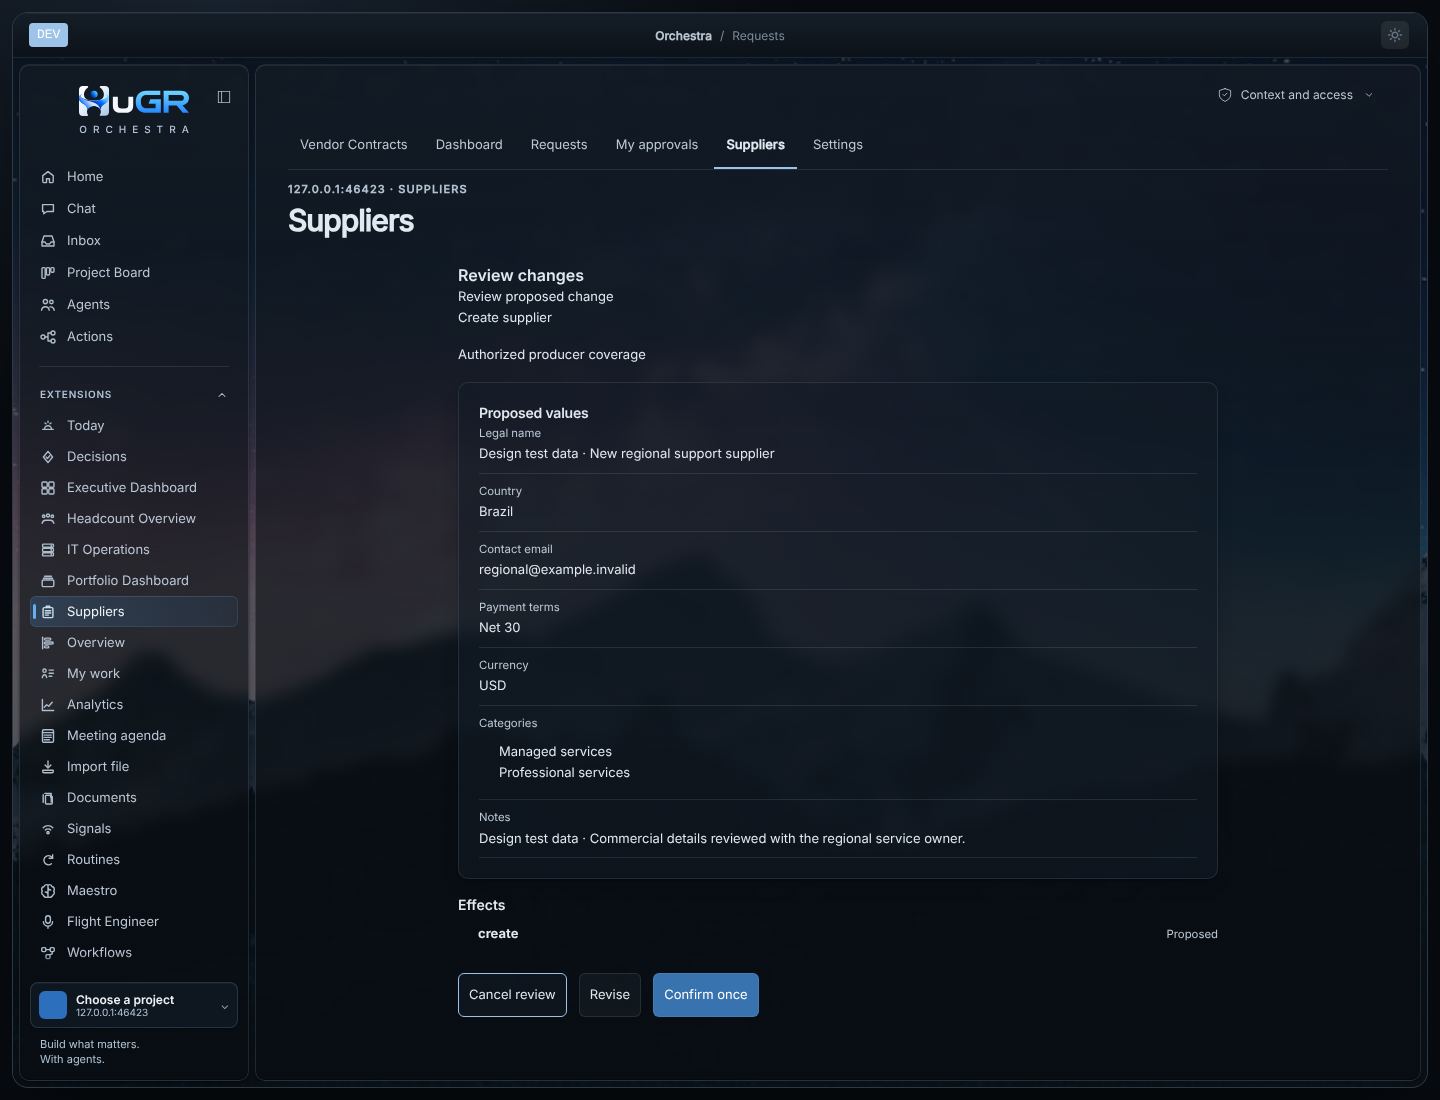 DEV
Orchestra / Requests
HuGR
ORCHESTRA
Home
Chat
Inbox
Project Board
Agents
Actions
EXTENSIONS
Today
Decisions
Executive Dashboard
Headcount Overview
IT Operations
Portfolio Dashboard
Suppliers
Overview
My work
Analytics
Meeting agenda
Import file
Documents
Signals
Routines
Maestro
Flight Engineer
Workflows
Choose a project
127.0.0.1:46423
Build what matters.
With agents.
Context and access
Vendor Contracts Dashboard Requests My approvals Suppliers Settings
127.0.0.1:46423 · SUPPLIERS
Suppliers
Review changes
Review proposed change
Create supplier
Authorized producer coverage
Proposed values
Legal name
Design test data · New regional support supplier
Country
Brazil
Contact email
regional@example.invalid
Payment terms
Net 30
Currency
USD
Categories
Managed services
Professional services
Notes
Design test data · Commercial details reviewed with the regional service owner.
Effects
create Proposed
Cancel review Revise Confirm once